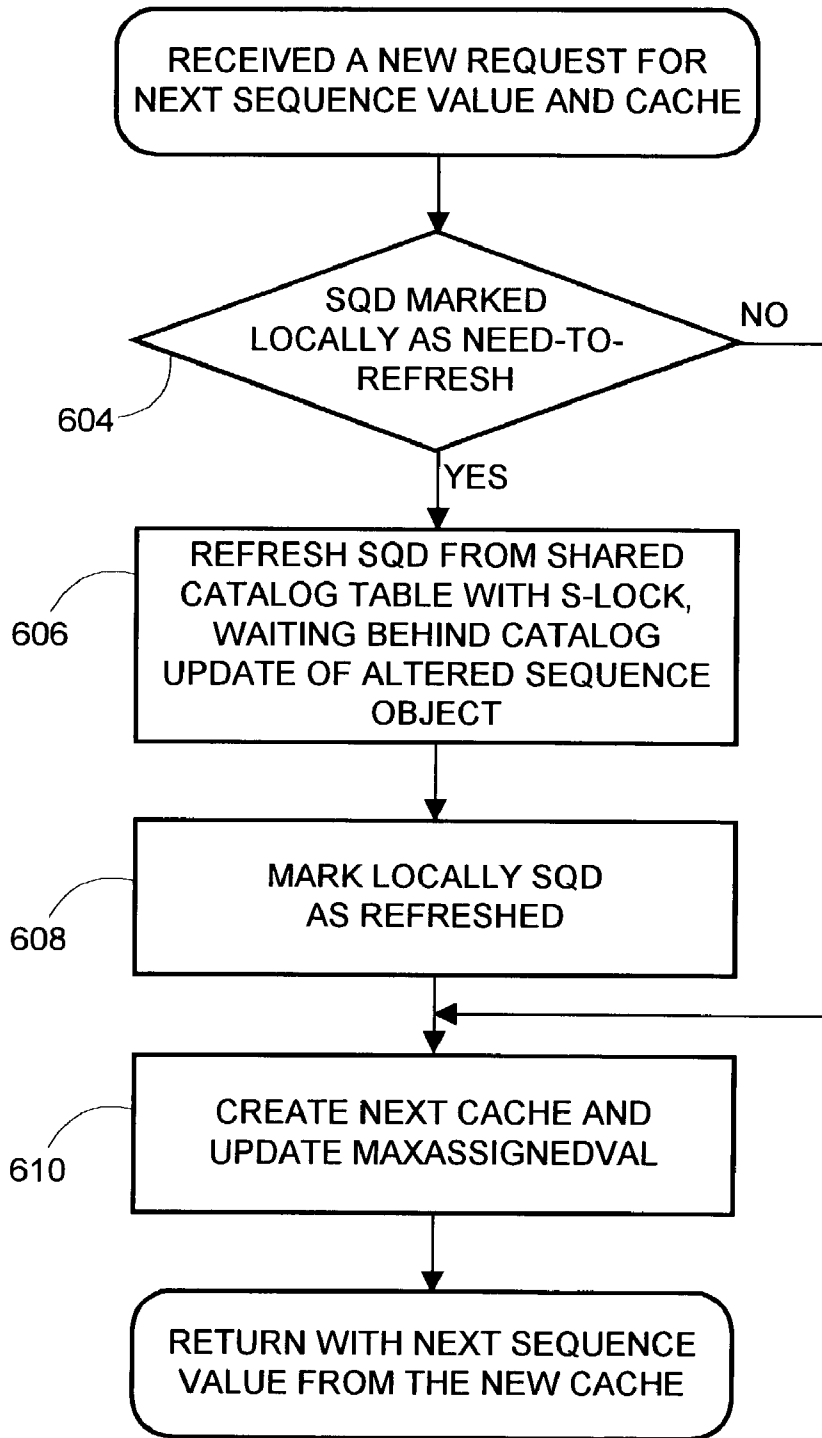 RECEIVED A NEW REQUEST FOR
NEXT SEQUENCE VALUE AND CACHE
SQD MARKED
LOCALLY AS NEED-TO-
REFRESH
NO
604
YES
REFRESH SQD FROM SHARED
CATALOG TABLE WITH S-LOCK,
WAITING BEHIND CATALOG
UPDATE OF ALTERED SEQUENCE
OBJECT
606
MARK LOCALLY SQD
AS REFRESHED
608
CREATE NEXT CACHE AND
UPDATE MAXASSIGNEDVAL
610
RETURN WITH NEXT SEQUENCE
VALUE FROM THE NEW CACHE